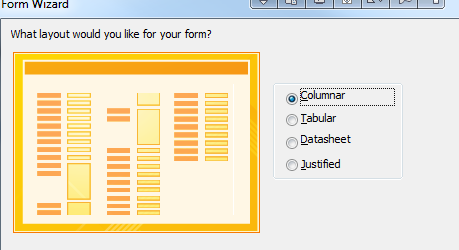 Form Wizard
What layout would you like for your form?
Columnar
Tabular
Datasheet
Justified